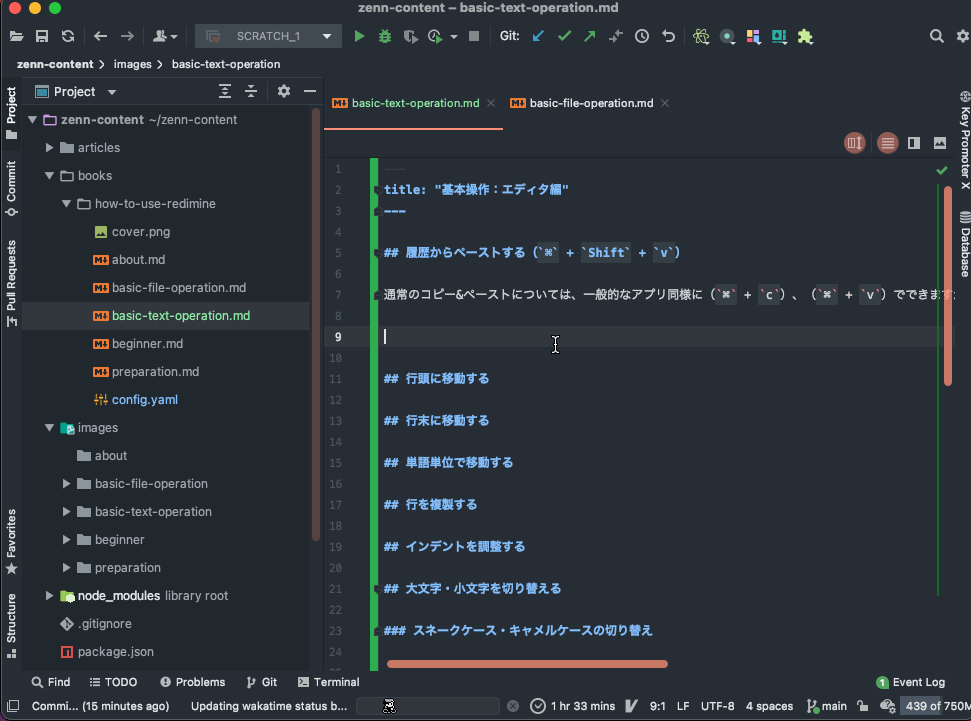 zenn-content – basic-text-operation.md
SCRATCH_1
Git:
zenn-content
images
basic-text-operation
Project
Project
Commit
Pull Requests
Favorites
Structure
zenn-content ~/zenn-content
articles
books
how-to-use-redimine
cover.png
about.md
basic-file-operation.md
basic-text-operation.md
beginner.md
preparation.md
config.yaml
images
about
basic-file-operation
basic-text-operation
beginner
preparation
node_modules library root
.gitignore
package.json
basic-text-operation.md
basic-file-operation.md
1 ---
2 title: "基本操作：エディタ編"
3 ---
4
5 ## 履歴からペーストする（`⌘` + `Shift` + `v`）
6
7 通常のコピー&ペーストについては、一般的なアプリ同様に（`⌘` + `c`）、（`⌘` + `v`）でできます
8
9
10
11 ## 行頭に移動する
12
13 ## 行末に移動する
14
15 ## 単語単位で移動する
16
17 ## 行を複製する
18
19 ## インデントを調整する
20
21 ## 大文字・小文字を切り替える
22
23 ### スネークケース・キャメルケースの切り替え
24
Key Promoter X
Database
Find
TODO
Problems
Git
Terminal
1 Event Log
Commi... (15 minutes ago)
Updating wakatime status b...
1 hr 33 mins
9:1
LF
UTF-8
4 spaces
main
439 of 750M